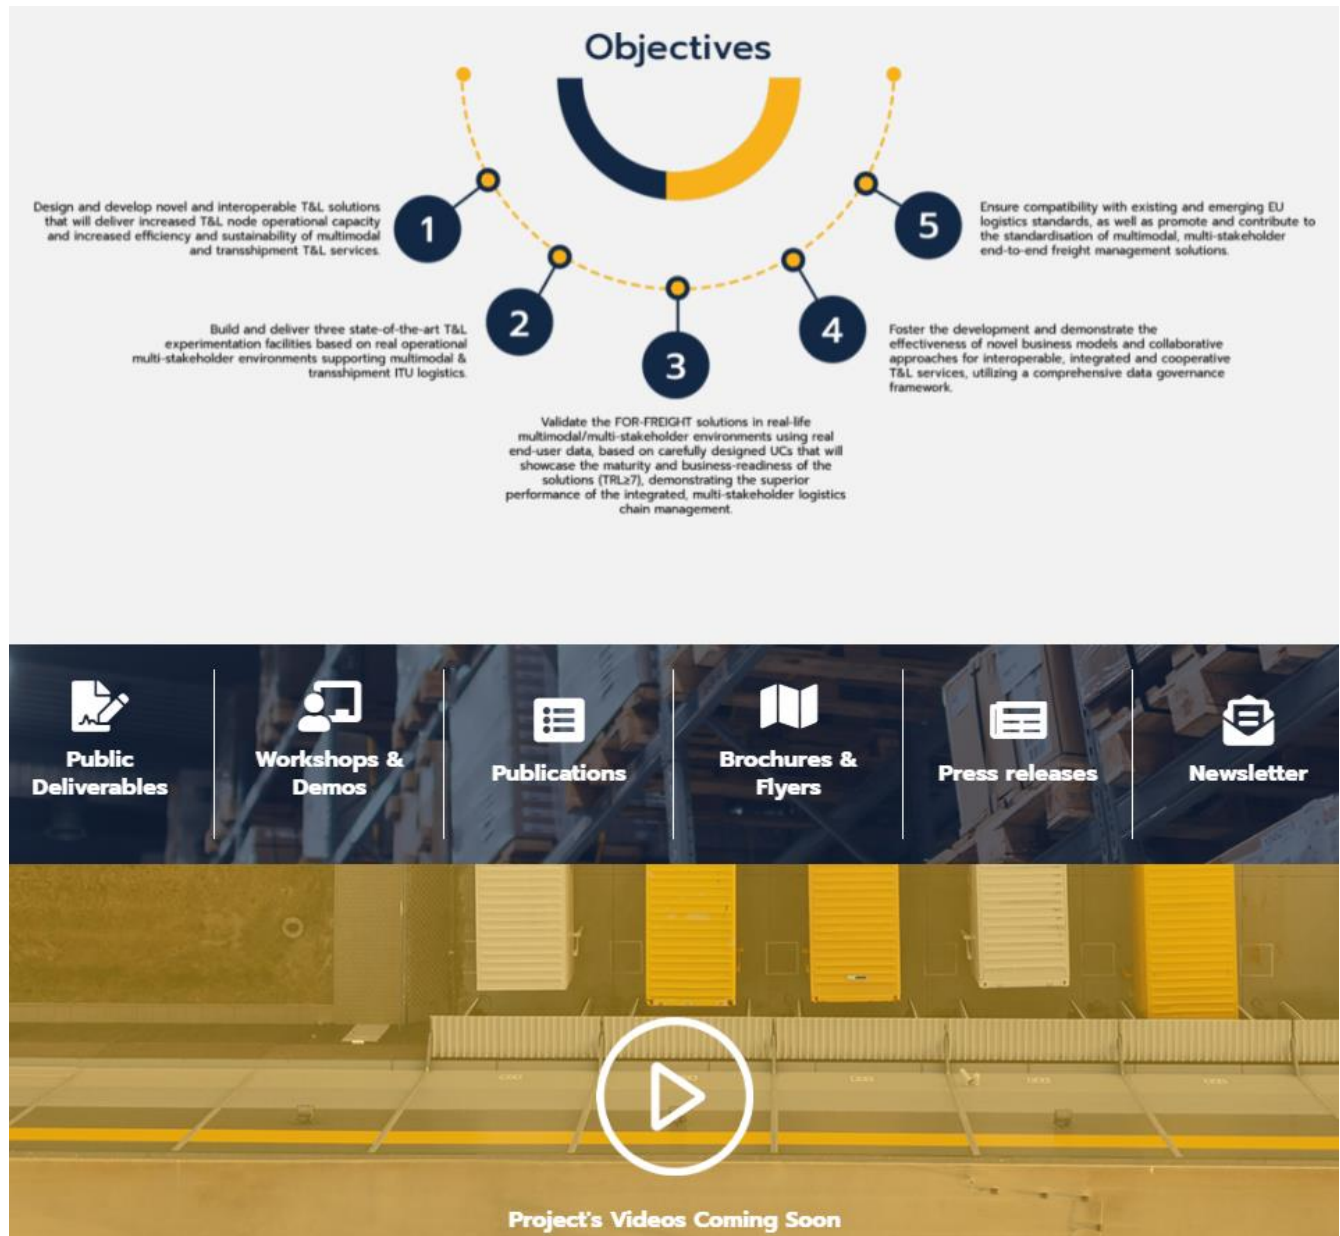 Objectives
1
Design and develop novel and interoperable T&L solutions
that will deliver increased T&L node operational capacity
and increased efficiency and sustainability of multimodal
and transshipment T&L services.
2
Build and deliver three state-of-the-art T&L
experimentation facilities based on real operational
multi-stakeholder environments supporting multimodal &
transshipment ITU logistics.
3
Validate the FOR-FREIGHT solutions in real-life
multimodal/multi-stakeholder environments using real
end-user data, based on carefully designed UCs that will
showcase the maturity and business-readiness of the
solutions (TRL≥7), demonstrating the superior
performance of the integrated, multi-stakeholder logistics
chain management.
4
Foster the development and demonstrate the
effectiveness of novel business models and collaborative
approaches for interoperable, integrated and cooperative
T&L services, utilizing a comprehensive data governance
framework.
5
Ensure compatibility with existing and emerging EU
logistics standards, as well as promote and contribute to
the standardisation of multimodal, multi-stakeholder
end-to-end freight management solutions.
Public
Deliverables
Workshops &
Demos
Publications
Brochures &
Flyers
Press releases
Newsletter
Project's Videos Coming Soon